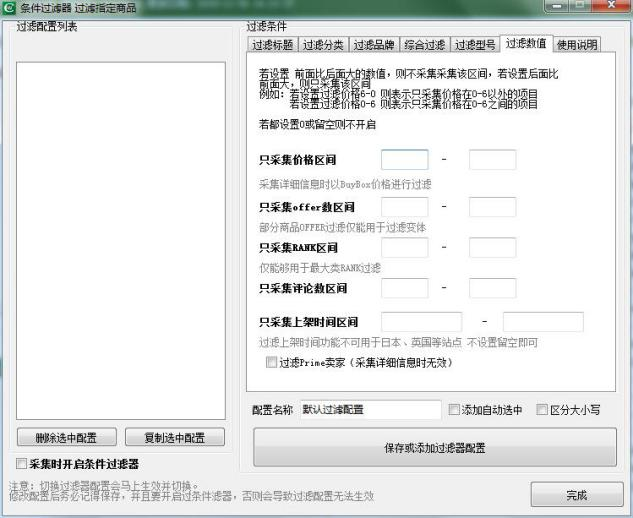 条件过滤器 过滤指定商品
过滤配置列表
过滤条件
过滤标题 过滤分类 过滤品牌 综合过滤 过滤型号 过滤数值 使用说明
若设置 前面比后面大的数值，则不采集采集该区间，若设置后面比
前面大，则只采集该区间
例如：若设置过滤价格6-0 则表示只采集价格在0-6以外的项目
若设置过滤价格0-6 则表示只采集价格在0-6之间的项目
若都设置0或留空则不开启
只采集价格区间 -
采集详细信息时以BuyBox价格进行过滤
只采集offer数区间 -
部分商品OFFER过滤仅能用于过滤变体
只采集RANK区间 -
仅能够用于最大类RANK过滤
只采集评论数区间 -
只采集上架时间区间 -
过滤上架时间功能不可用于日本、英国等站点 不设置留空即可
过滤Prime卖家（采集详细信息时无效）
配置名称 默认过滤配置 添加自动选中 区分大小写
删除选中配置 复制选中配置
保存或添加过滤器配置
采集时开启条件过滤器
注意：切换过滤器配置会马上生效并切换。
修改配置后务必记得保存，并且要开启过条件滤器，否则会导致过滤配置无法生效
完成